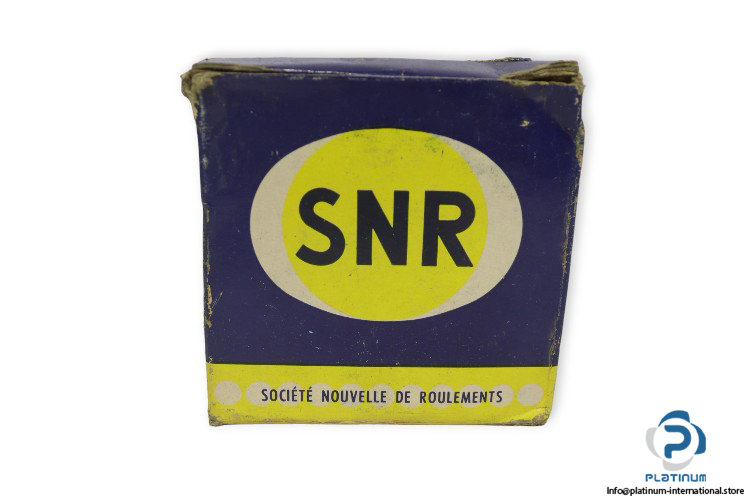 SNR
SOCIÉTÉ NOUVELLE DE ROULEMENTS
PLATINUM
Info@platinum-international.store